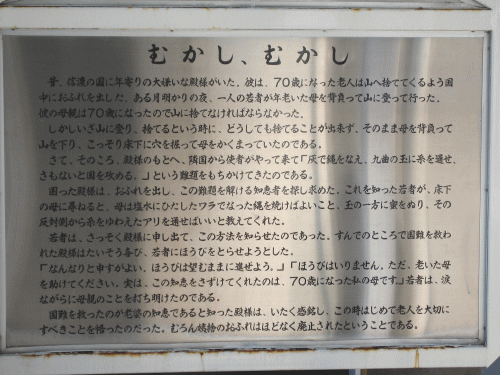 むかし、むかし
昔、信濃の国に年寄りの大嫌いな殿様がいた。彼は、70歳になった老人は山へ捨ててくるよう国
中におふれを出した。ある月明かりの夜、一人の若者が年老いた母を背負って山に登って行った。
彼の母親は70歳になったので山に捨てなければならなかった。
しかしいざ山に登り、捨てるという時に、どうしても捨てることが出来ず、そのまま母を背負って
山を下り、こっそり床下に穴を掘って母をかくまっていたのである。
さて、そのころ、殿様のもとへ、隣国から使者がやって来て「灰で縄をなえ、九曲の玉に糸を通せ、
さもないと国を攻める。」という難題をもちかけてきたのである。
困った殿様は、おふれを出し、この難題を解ける知恵者を探し求めた。これを知った若者が、床下
の母に尋ねると、母は塩水にひたしたワラでなった縄を焼けばよいこと、玉の一方に蜜をぬり、その
反対側から糸をゆわえたアリを通せばいいと教えてくれた。
若者は、さっそく殿様に申し出て、この方法を知らせたのであった。すんでのところで国難を救わ
れた殿様はたいそう喜び、若者にほうびをとらせようとした。
「なんなりと申すがよい、ほうびは望むままに進ぜよう。」「ほうびはいりません。ただ、老いた母
を助けてください。実は、この知恵をさずけてくれたのは、70歳になった私の母です。」若者は、涙
ながらに母親のことを打ち明けたのである。
国難を救ったのが老婆の知恵であると知った殿様は、いたく感銘し、この時はじめて老人を大切に
すべきことを悟ったのだった。むろん姨捨のおふれはほどなく廃止されたということである。